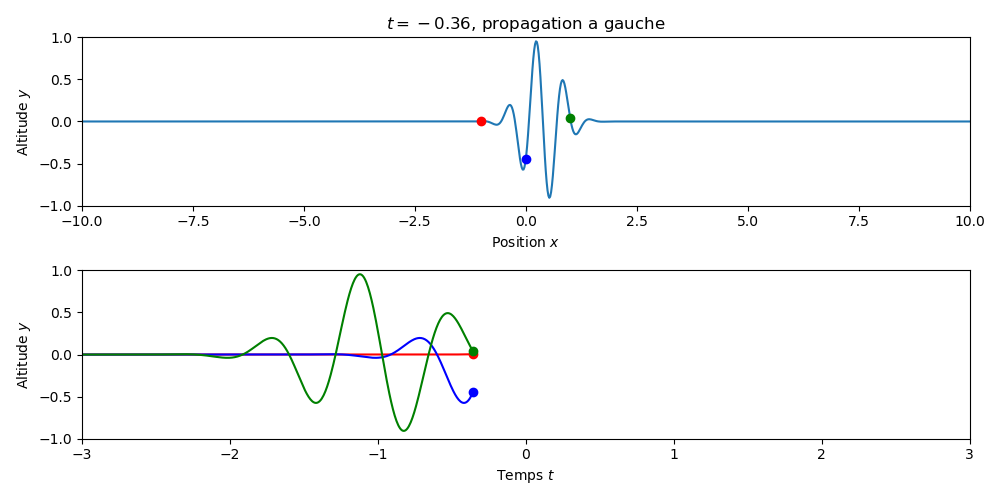 t = −0.36, propagation a gauche
1.0
0.5
0.0
−0.5
−1.0
Altitude y
−10.0 −7.5 −5.0 −2.5 0.0 2.5 5.0 7.5 10.0
Position x
1.0
0.5
0.0
−0.5
−1.0
Altitude y
−3 −2 −1 0 1 2 3
Temps t